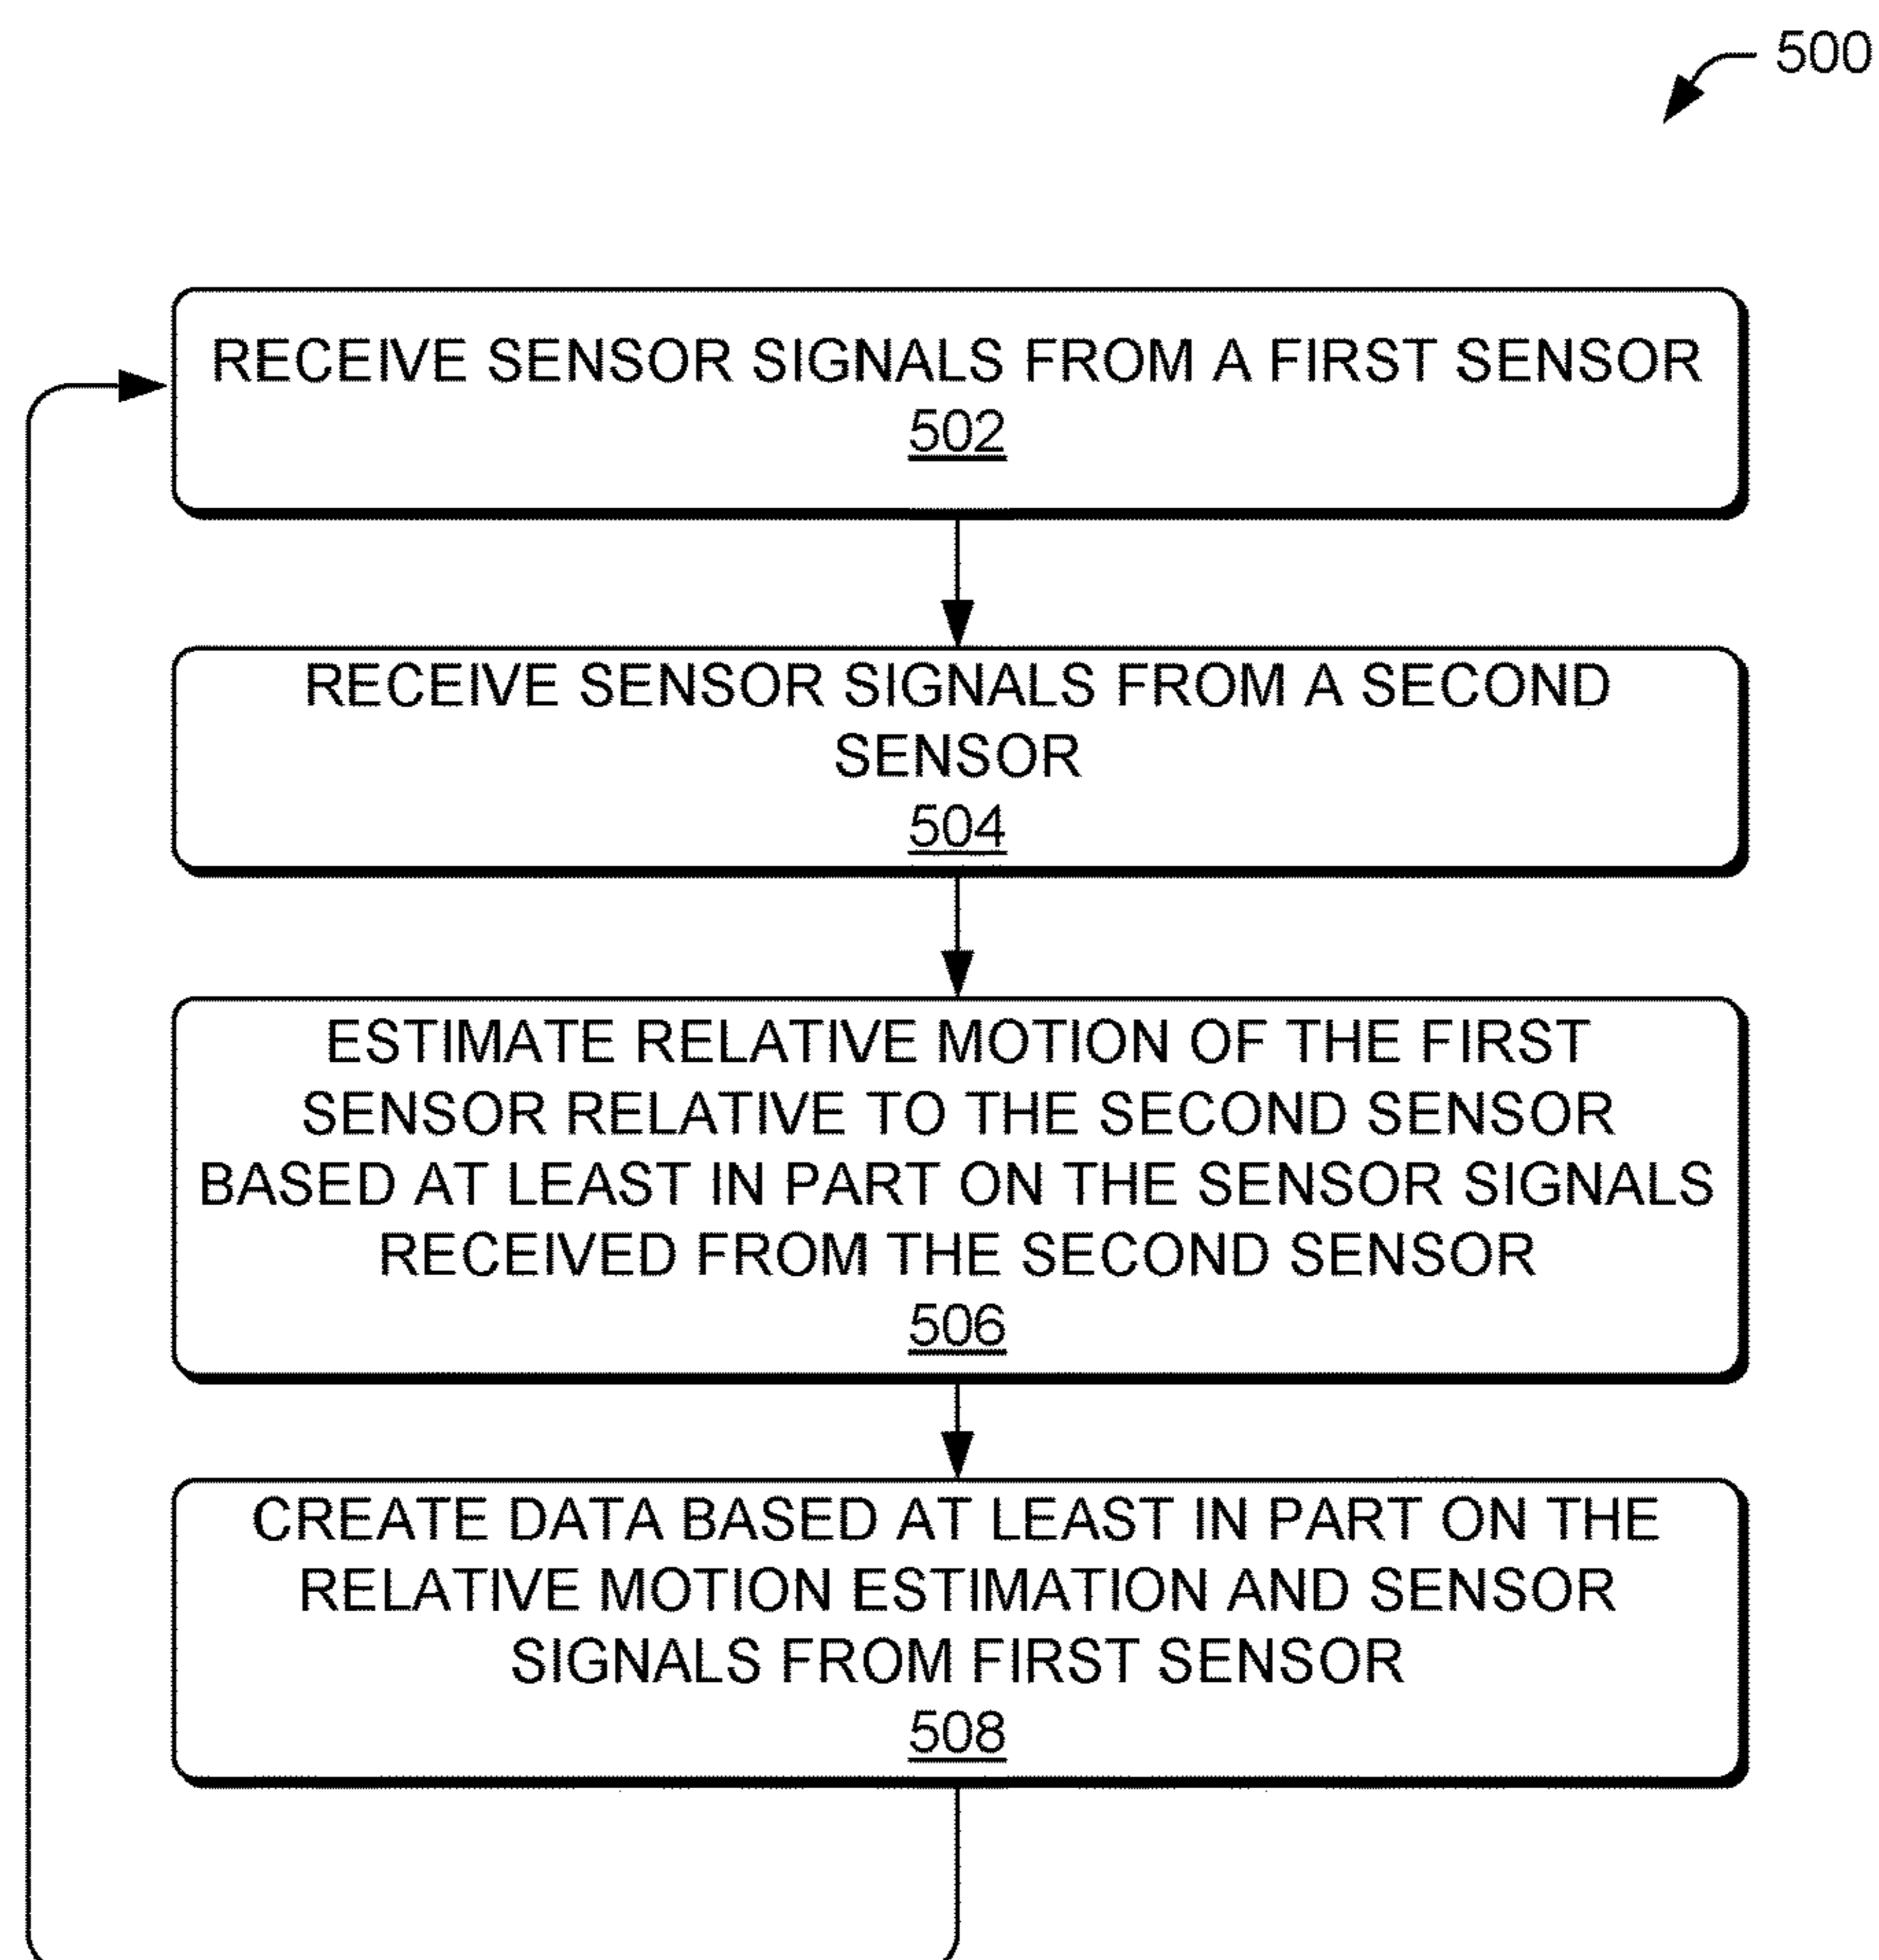 500
RECEIVE SENSOR SIGNALS FROM A FIRST SENSOR
502
RECEIVE SENSOR SIGNALS FROM A SECOND
SENSOR
504
ESTIMATE RELATIVE MOTION OF THE FIRST
SENSOR RELATIVE TO THE SECOND SENSOR
BASED AT LEAST IN PART ON THE SENSOR SIGNALS
RECEIVED FROM THE SECOND SENSOR
506
CREATE DATA BASED AT LEAST IN PART ON THE
RELATIVE MOTION ESTIMATION AND SENSOR
SIGNALS FROM FIRST SENSOR
508